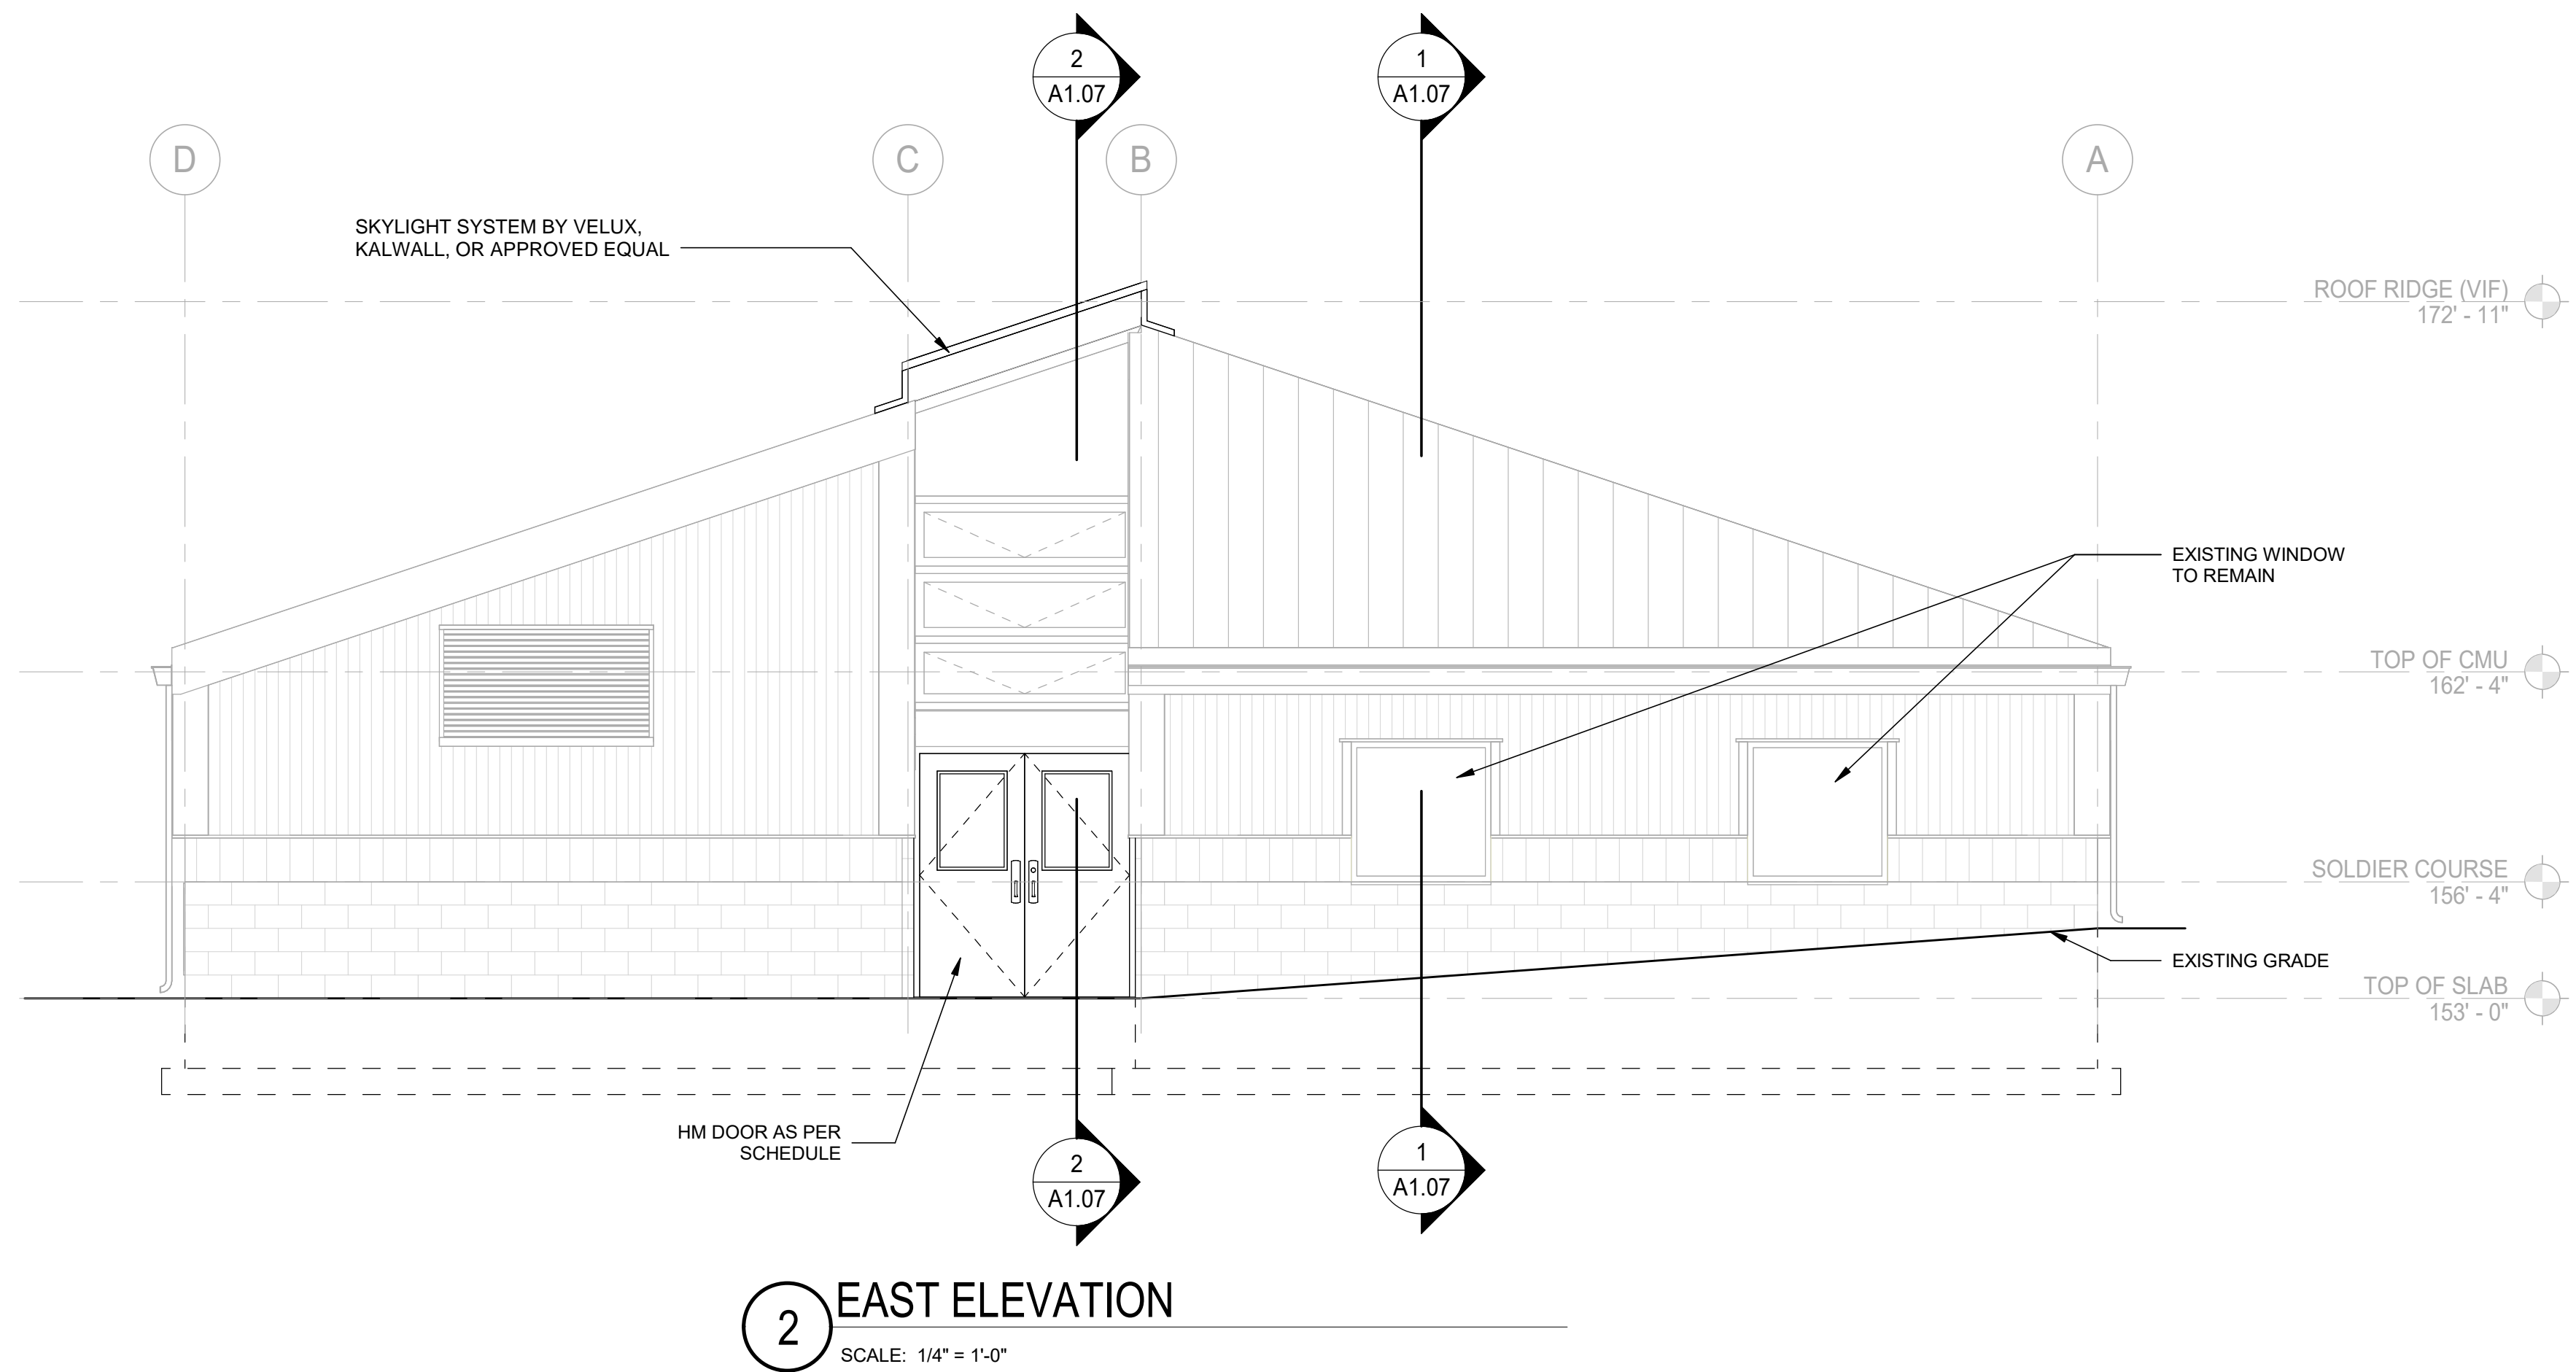 2
A1.07
1
A1.07
D
C
B
A
SKYLIGHT SYSTEM BY VELUX,
KALWALL, OR APPROVED EQUAL
ROOF RIDGE (VIF)
172' - 11"
EXISTING WINDOW
TO REMAIN
TOP OF CMU
162' - 4"
SOLDIER COURSE
156' - 4"
EXISTING GRADE
TOP OF SLAB
153' - 0"
HM DOOR AS PER
SCHEDULE
2
A1.07
1
A1.07
2
EAST ELEVATION
SCALE: 1/4" = 1'-0"